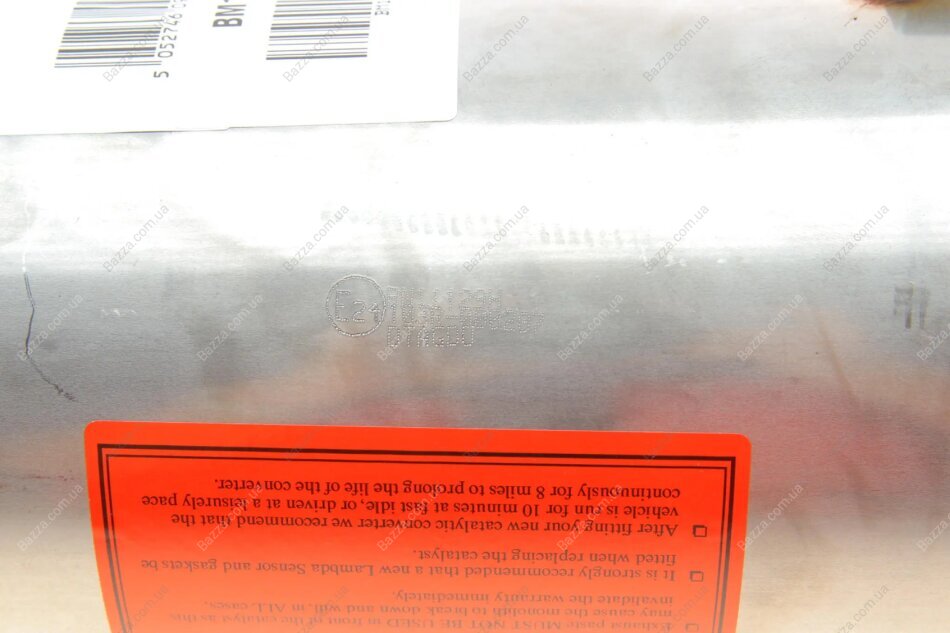 5 052746
BM
E24
After fitting your new catalytic converter we recommend that the
vehicle is run for 10 minutes at fast idle, or driven at a leisurely pace
continuously for 8 miles to prolong the life of the converter.
It is strongly recommended that a new Lambda Sensor and gaskets be
fitted when replacing the catalyst.
Exhaust paste MUST NOT BE USED in front of the catalyst as this
may cause the monolith to break down and will, in ALL cases,
invalidate the warranty immediately.
Bazza.com.ua